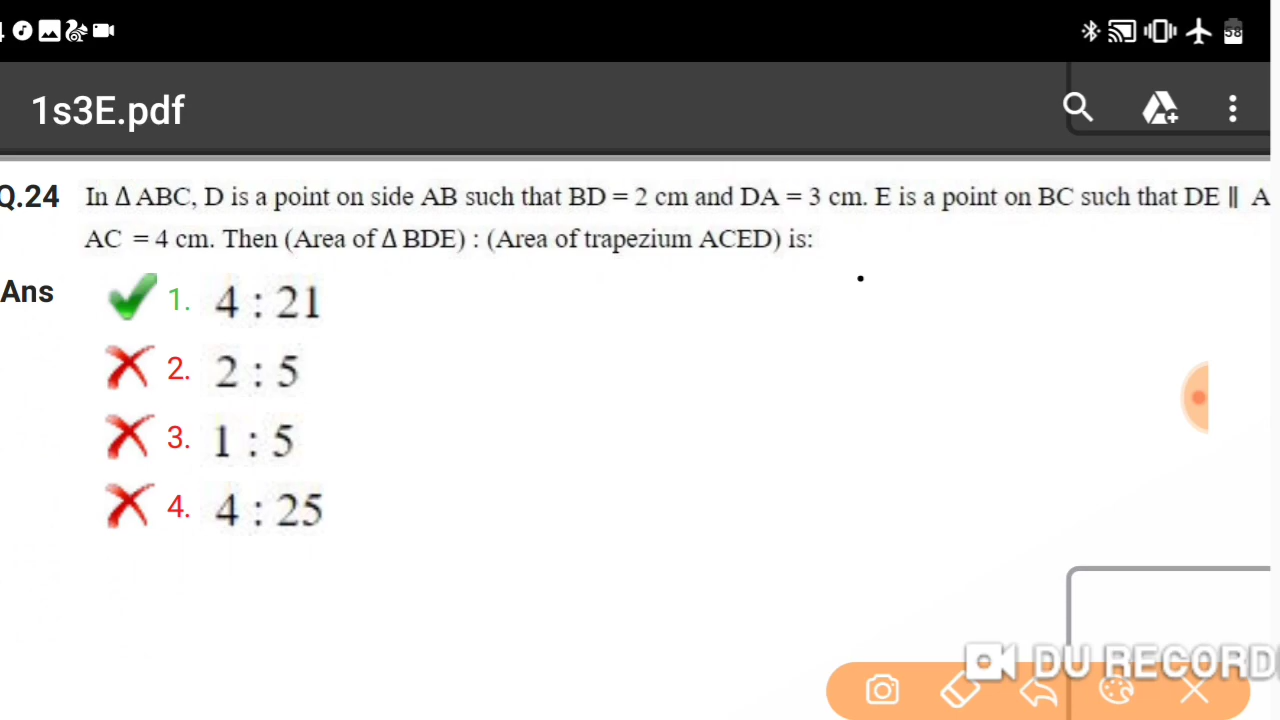 58
1s3E.pdf
Q.24 In Δ ABC, D is a point on side AB such that BD = 2 cm and DA = 3 cm. E is a point on BC such that DE || A
AC = 4 cm. Then (Area of Δ BDE) : (Area of trapezium ACED) is:
Ans
1. 4 : 21
2. 2 : 5
3. 1 : 5
4. 4 : 25
DU RECORD